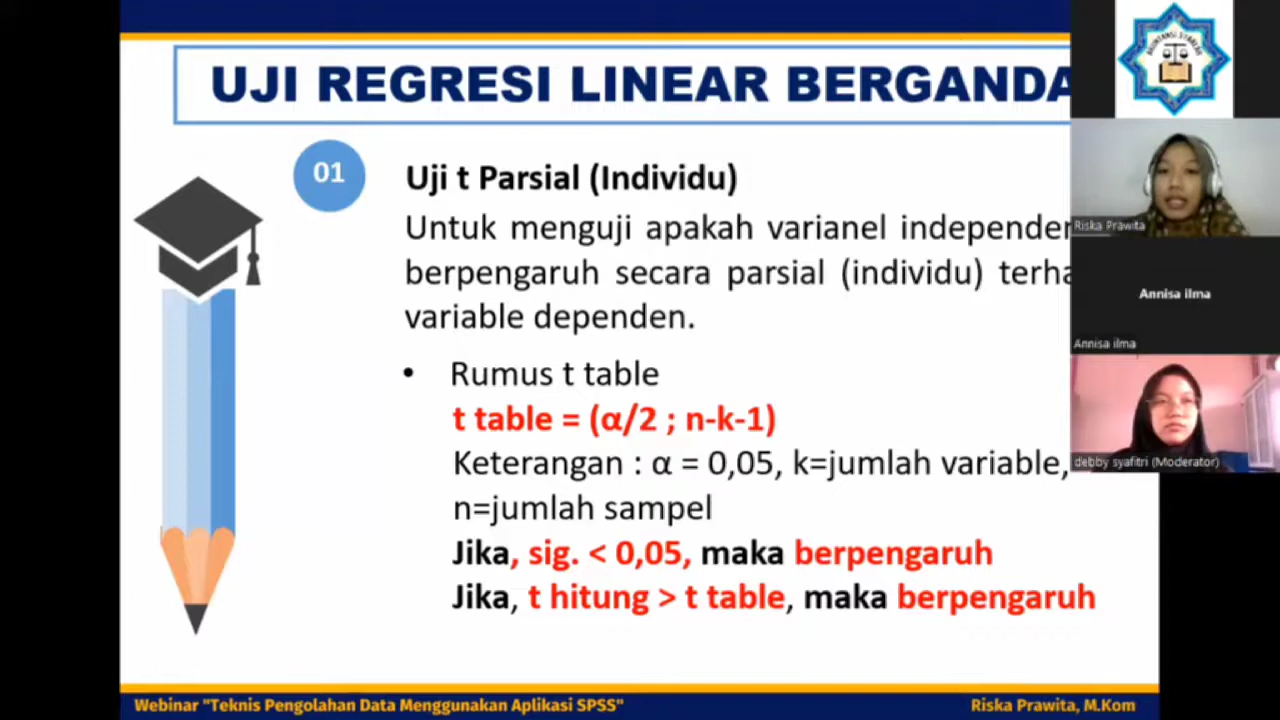 UJI REGRESI LINEAR BERGANDA
01
Uji t Parsial (Individu)
Untuk menguji apakah varianel independen
berpengaruh secara parsial (individu)
variable dependen.
• Rumus t table
t table = (α/2 ; n-k-1)
Keterangan : α = 0,05, k=jumlah variable,
n=jumlah sampel
Jika, sig. < 0,05, maka berpengaruh
Jika, t hitung > t table, maka berpengaruh
Webinar "Teknis Pengolahan Data Menggunakan Aplikasi SPSS"
Riska Prawita, M.Kom
AKUNTANSI SYARIAH
Riska Prawita
Annisa ilma
Annisa ilma
debby syafitri (Moderator)